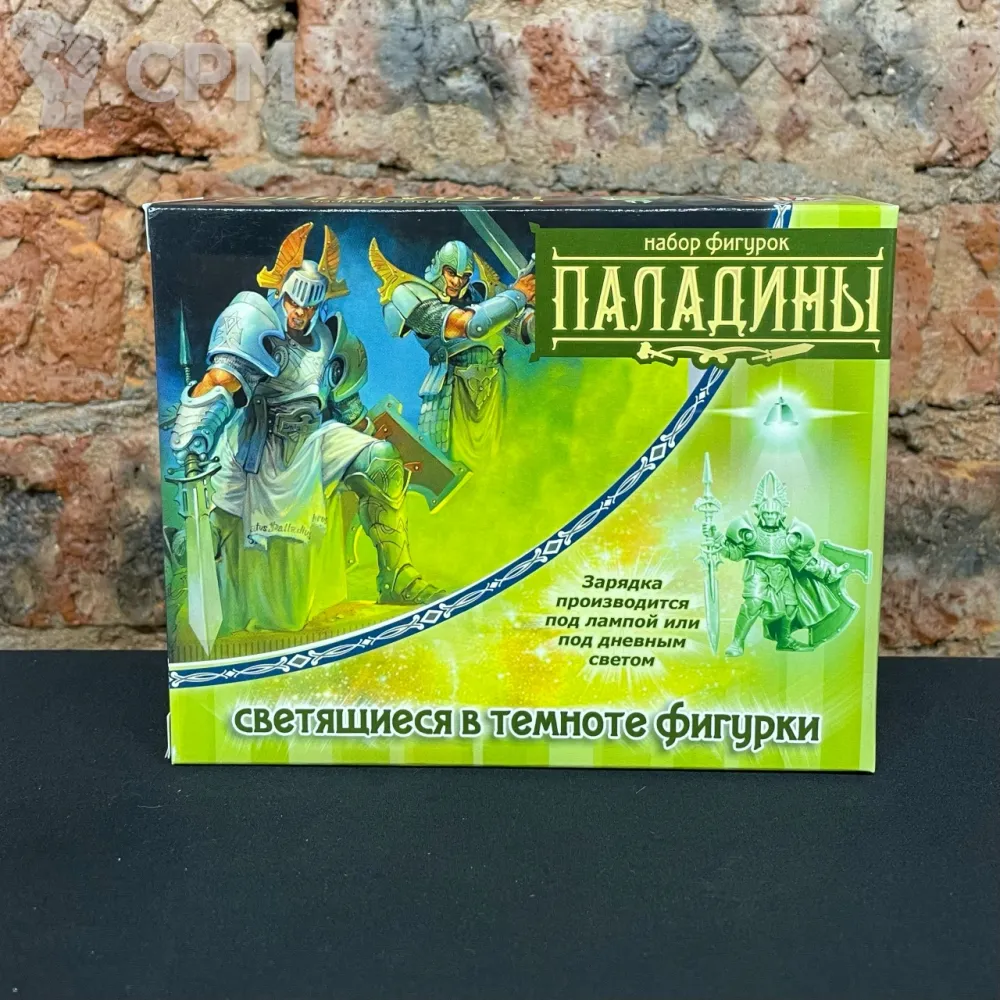 CPM
набор фигурок
ПАЛАДИНЫ
Зарядка
производится
под лампой или
под дневным
светом
светящиеся в темноте фигурки